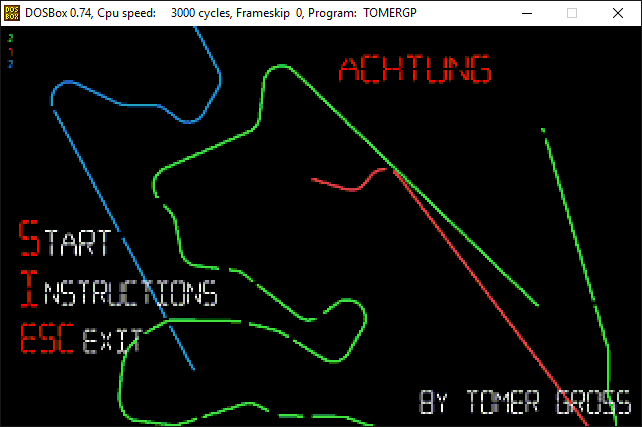 DOSBox 0.74, Cpu speed: 3000 cycles, Frameskip 0, Program: TOMERGP
2
1
2
ACHTUNG
START
INSTRUCTIONS
ESC EXIT
BY TOMER GROSS